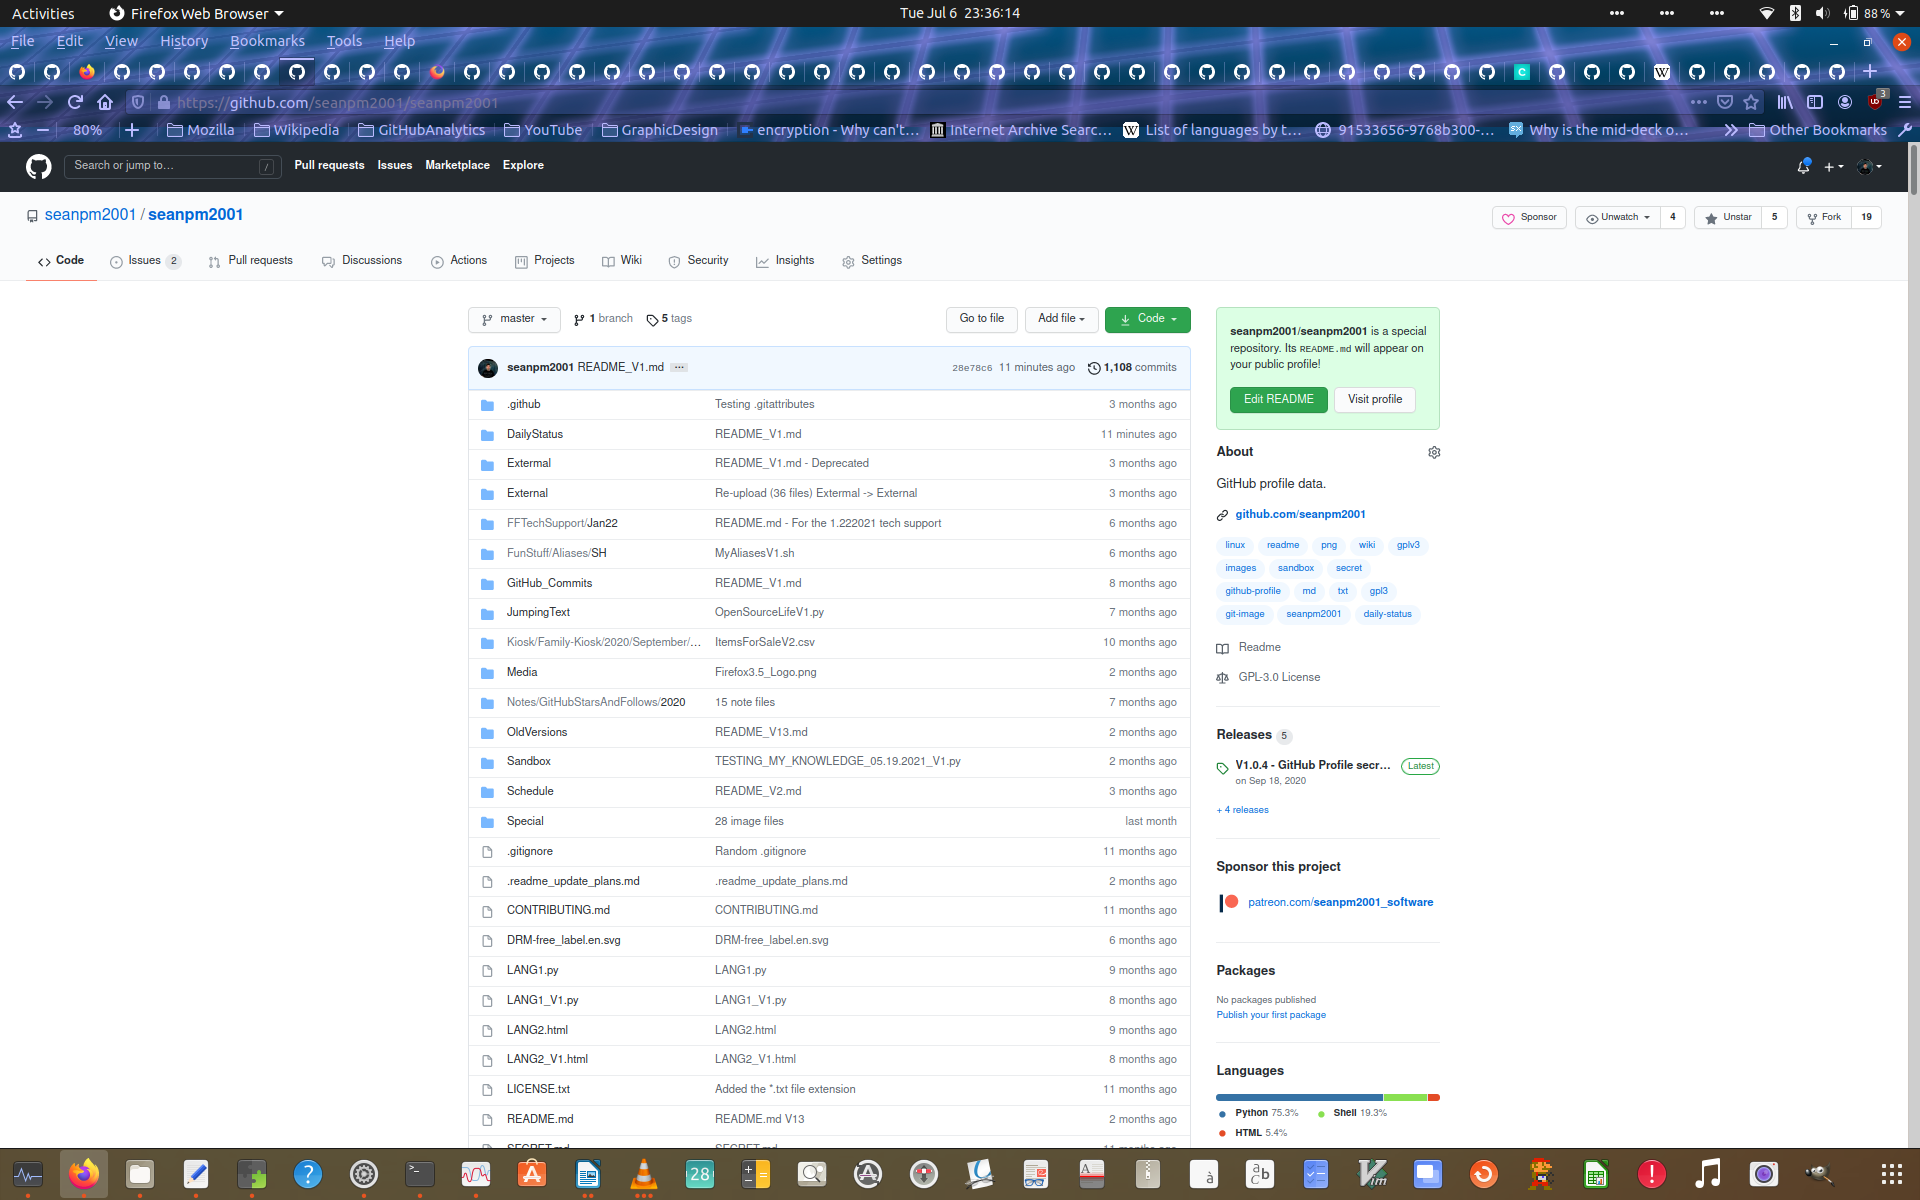 Activities Firefox Web Browser Tue Jul 6 23:36:14 88 %
File Edit View History Bookmarks Tools Help
https://github.com/seanpm2001/seanpm2001 3
80% Mozilla Wikipedia GitHubAnalytics YouTube GraphicDesign encryption - Why can't... Internet Archive Searc... List of languages by t... 91533656-9768b300-... Why is the mid-deck o... Other Bookmarks
Search or jump to... / Pull requests Issues Marketplace Explore
seanpm2001 / seanpm2001 Sponsor Unwatch 4 Unstar 5 Fork 19
Code Issues 2 Pull requests Discussions Actions Projects Wiki Security Insights Settings
master 1 branch 5 tags Go to file Add file Code
seanpm2001 README_V1.md ... 28e78c6 11 minutes ago 1,108 commits
.github Testing .gitattributes 3 months ago
DailyStatus README_V1.md 11 minutes ago
Extermal README_V1.md - Deprecated 3 months ago
External Re-upload (36 files) Extermal -> External 3 months ago
FFTechSupport/Jan22 README.md - For the 1.222021 tech support 6 months ago
FunStuff/Aliases/SH MyAliasesV1.sh 6 months ago
GitHub_Commits README_V1.md 8 months ago
JumpingText OpenSourceLifeV1.py 7 months ago
Kiosk/Family-Kiosk/2020/September/... ItemsForSaleV2.csv 10 months ago
Media Firefox3.5_Logo.png 2 months ago
Notes/GitHubStarsAndFollows/2020 15 note files 7 months ago
OldVersions README_V13.md 2 months ago
Sandbox TESTING_MY_KNOWLEDGE_05.19.2021_V1.py 2 months ago
Schedule README_V2.md 3 months ago
Special 28 image files last month
.gitignore Random .gitignore 11 months ago
.readme_update_plans.md .readme_update_plans.md 2 months ago
CONTRIBUTING.md CONTRIBUTING.md 11 months ago
DRM-free_label.en.svg DRM-free_label.en.svg 6 months ago
LANG1.py LANG1.py 9 months ago
LANG1_V1.py LANG1_V1.py 8 months ago
LANG2.html LANG2.html 9 months ago
LANG2_V1.html LANG2_V1.html 8 months ago
LICENSE.txt Added the *.txt file extension 11 months ago
README.md README.md V13 2 months ago
SECRET.md SECRET.md 11 months ago
seanpm2001/seanpm2001 is a special
repository. Its README.md will appear on
your public profile!
Edit README Visit profile
About
GitHub profile data.
github.com/seanpm2001
linux readme png wiki gplv3
images sandbox secret
github-profile md txt gpl3
git-image seanpm2001 daily-status
Readme
GPL-3.0 License
Releases 5
V1.0.4 - GitHub Profile secr... Latest
on Sep 18, 2020
+ 4 releases
Sponsor this project
patreon.com/seanpm2001_software
Packages
No packages published
Publish your first package
Languages
Python 75.3% Shell 19.3%
HTML 5.4%
28